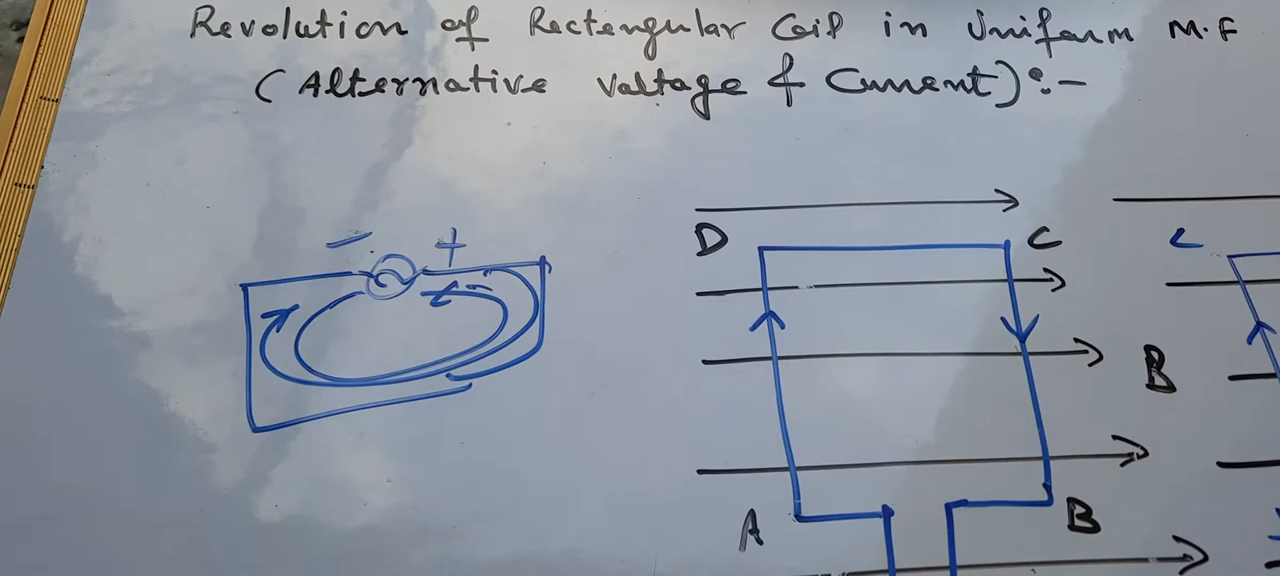 Revolution of Rectangular Coil in Uniform M.F
(Alternative Voltage & Current):-
- +
D C C
B
A B